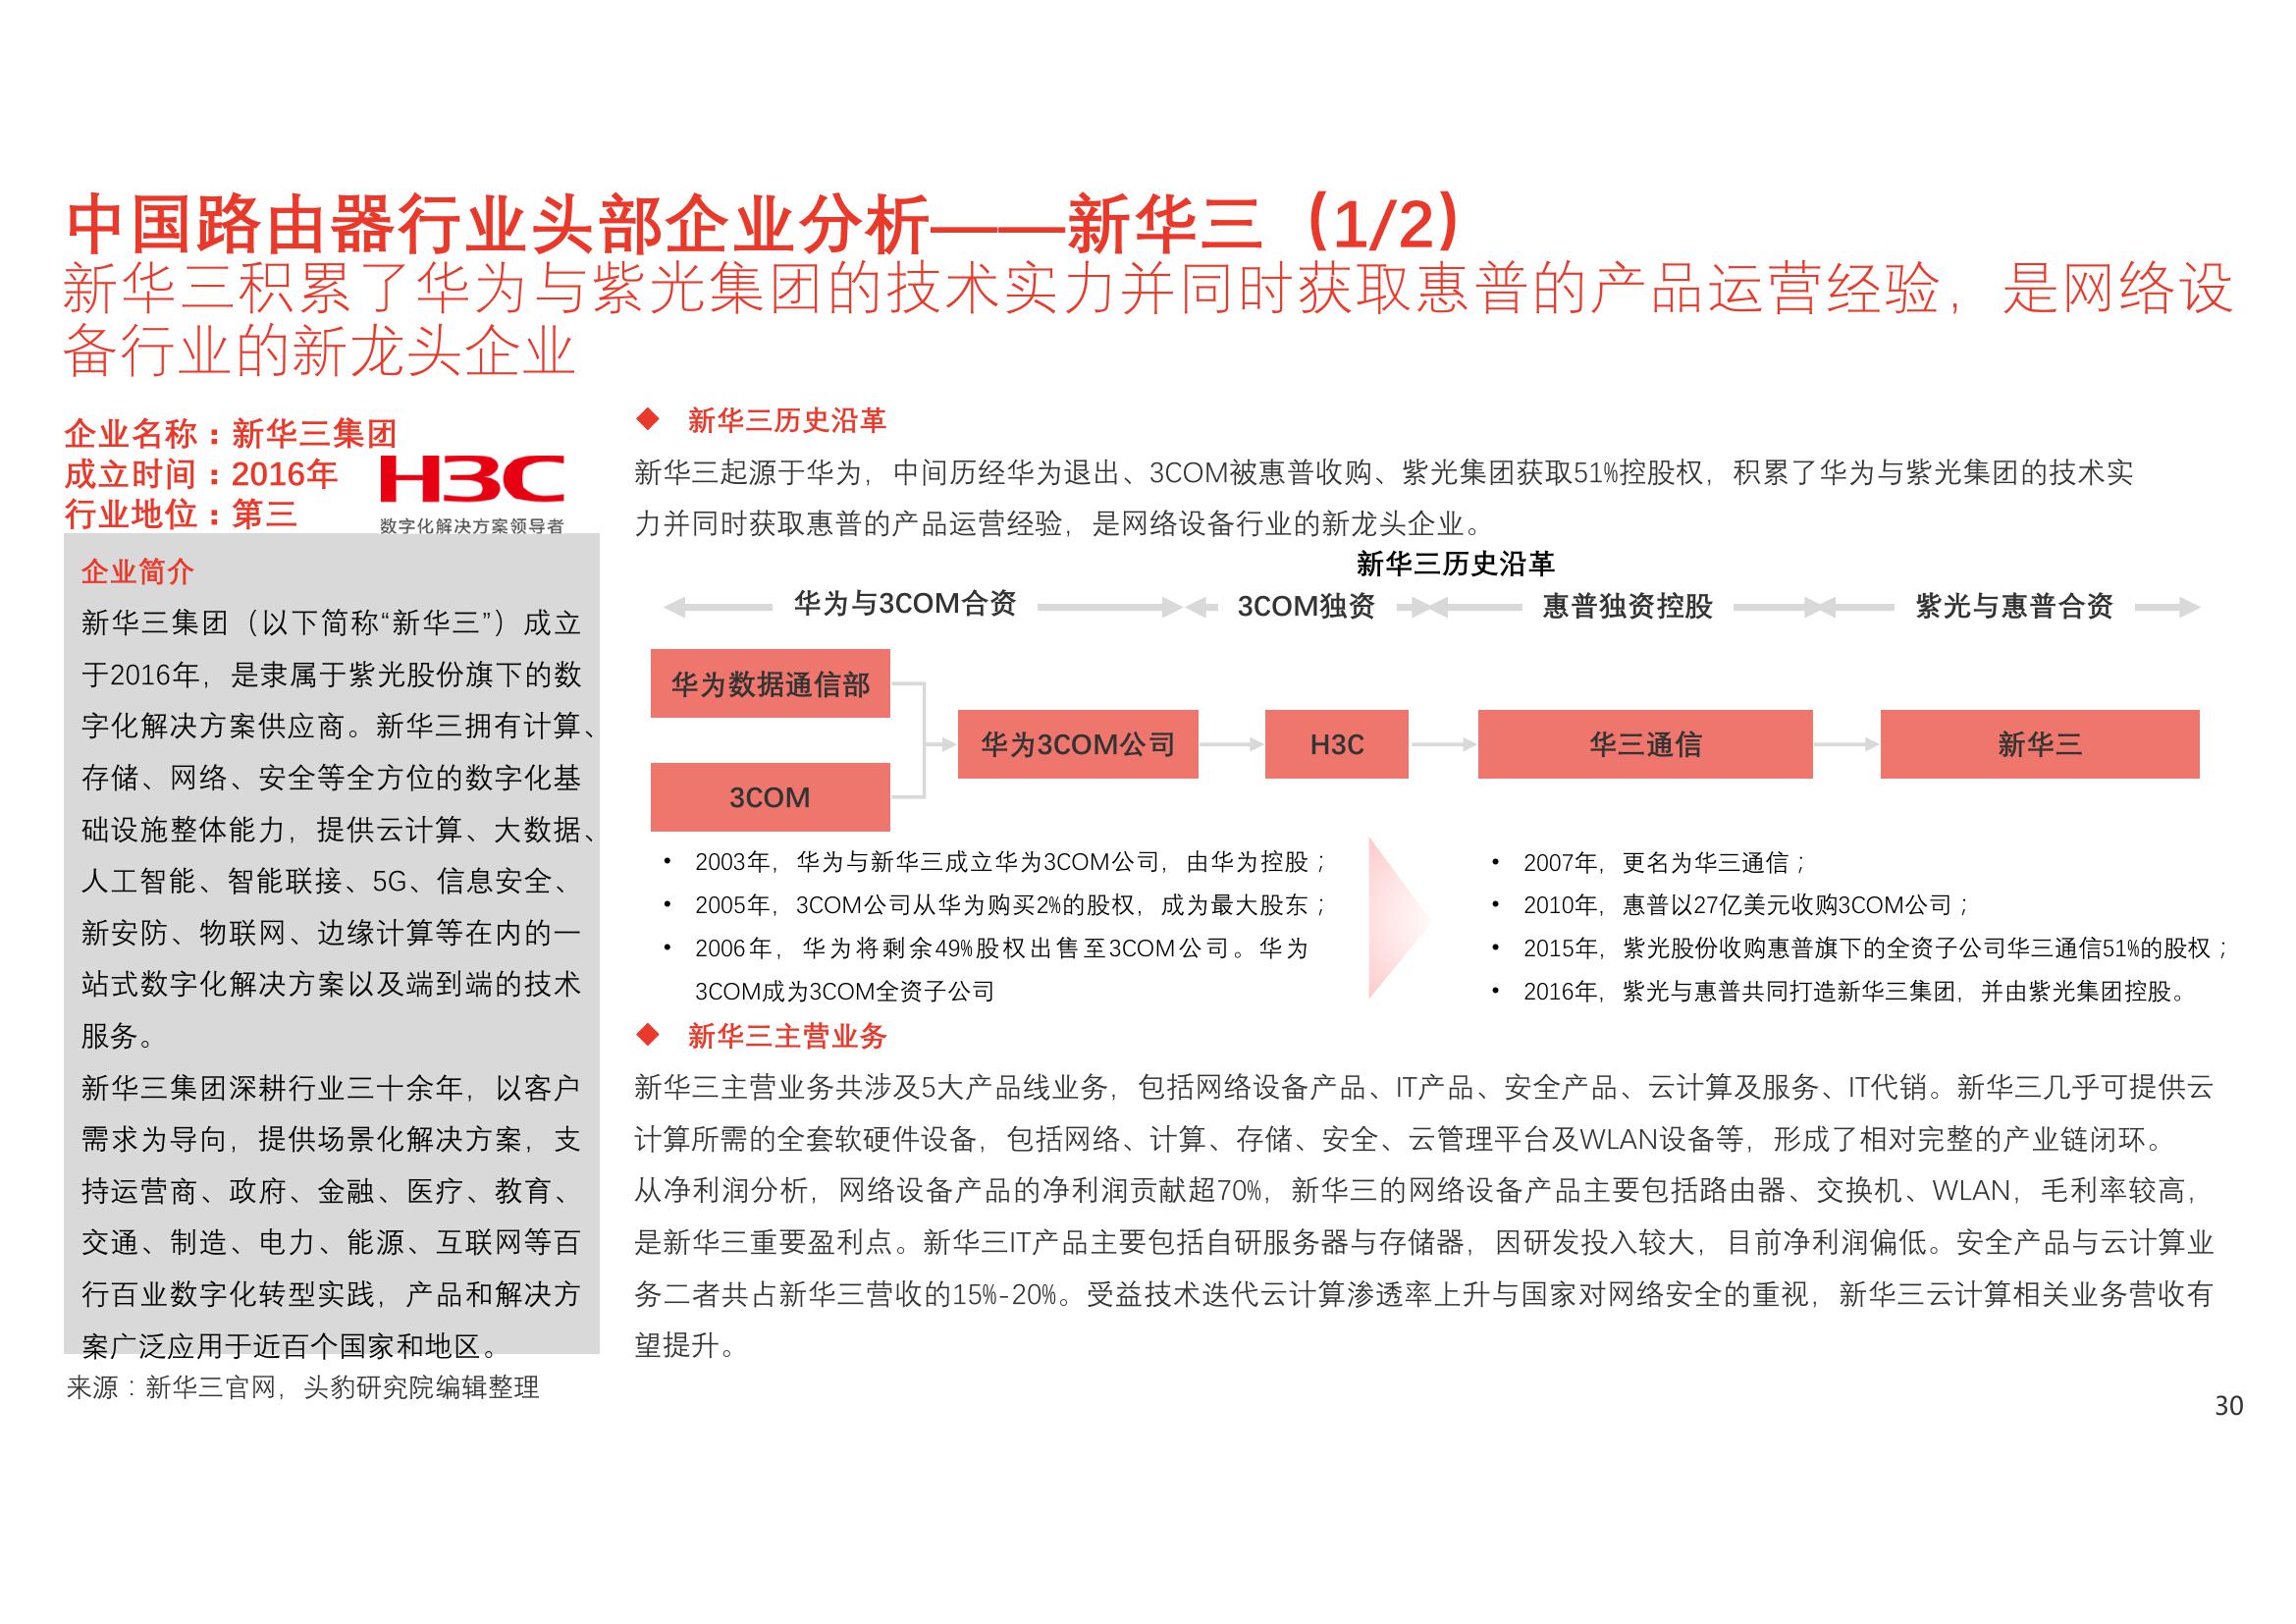 中国路由器行业头部企业分析——新华三（1/2）
新华三积累了华为与紫光集团的技术实力并同时获取惠普的产品运营经验，是网络设
备行业的新龙头企业
企业名称：新华三集团
成立时间：2016年
行业地位：第三
H3C
数字化解决方案领导者
企业简介
新华三集团（以下简称“新华三”）成立
于2016年，是隶属于紫光股份旗下的数
字化解决方案供应商。新华三拥有计算、
存储、网络、安全等全方位的数字化基
础设施整体能力，提供云计算、大数据、
人工智能、智能联接、5G、信息安全、
新安防、物联网、边缘计算等在内的一
站式数字化解决方案以及端到端的技术
服务。
新华三集团深耕行业三十余年，以客户
需求为导向，提供场景化解决方案，支
持运营商、政府、金融、医疗、教育、
交通、制造、电力、能源、互联网等百
行百业数字化转型实践，产品和解决方
案广泛应用于近百个国家和地区。
◆ 新华三历史沿革
新华三起源于华为，中间历经华为退出、3COM被惠普收购、紫光集团获取51%控股权，积累了华为与紫光集团的技术实
力并同时获取惠普的产品运营经验，是网络设备行业的新龙头企业。
新华三历史沿革
华为与3COM合资 3COM独资 惠普独资控股 紫光与惠普合资
华为数据通信部
3COM
华为3COM公司 H3C 华三通信 新华三
• 2003年，华为与新华三成立华为3COM公司，由华为控股；
• 2005年，3COM公司从华为购买2%的股权，成为最大股东；
• 2006年，华为将剩余49%股权出售至3COM公司。华为
3COM成为3COM全资子公司
• 2007年，更名为华三通信；
• 2010年，惠普以27亿美元收购3COM公司；
• 2015年，紫光股份收购惠普旗下的全资子公司华三通信51%的股权；
• 2016年，紫光与惠普共同打造新华三集团，并由紫光集团控股。
◆ 新华三主营业务
新华三主营业务共涉及5大产品线业务，包括网络设备产品、IT产品、安全产品、云计算及服务、IT代销。新华三几乎可提供云
计算所需的全套软硬件设备，包括网络、计算、存储、安全、云管理平台及WLAN设备等，形成了相对完整的产业链闭环。
从净利润分析，网络设备产品的净利润贡献超70%，新华三的网络设备产品主要包括路由器、交换机、WLAN，毛利率较高，
是新华三重要盈利点。新华三IT产品主要包括自研服务器与存储器，因研发投入较大，目前净利润偏低。安全产品与云计算业
务二者共占新华三营收的15%-20%。受益技术迭代云计算渗透率上升与国家对网络安全的重视，新华三云计算相关业务营收有
望提升。
来源：新华三官网，头豹研究院编辑整理
30